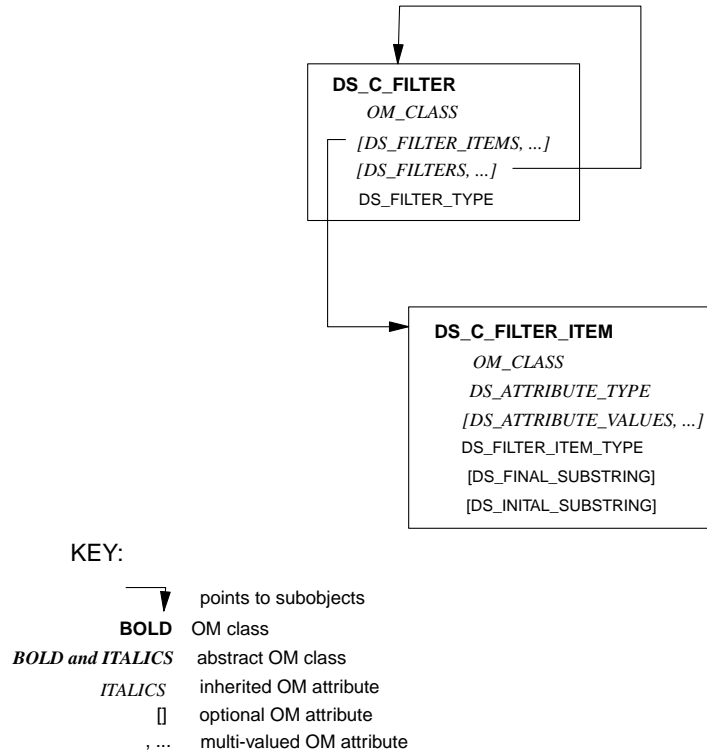 DS_C_FILTER
OM_CLASS
[DS_FILTER_ITEMS, ...]
[DS_FILTERS, ...]
DS_FILTER_TYPE
DS_C_FILTER_ITEM
OM_CLASS
DS_ATTRIBUTE_TYPE
[DS_ATTRIBUTE_VALUES, ...]
DS_FILTER_ITEM_TYPE
[DS_FINAL_SUBSTRING]
[DS_INITAL_SUBSTRING]
KEY:
points to subobjects
BOLD OM class
BOLD and ITALICS abstract OM class
ITALICS inherited OM attribute
[] optional OM attribute
, ... multi-valued OM attribute